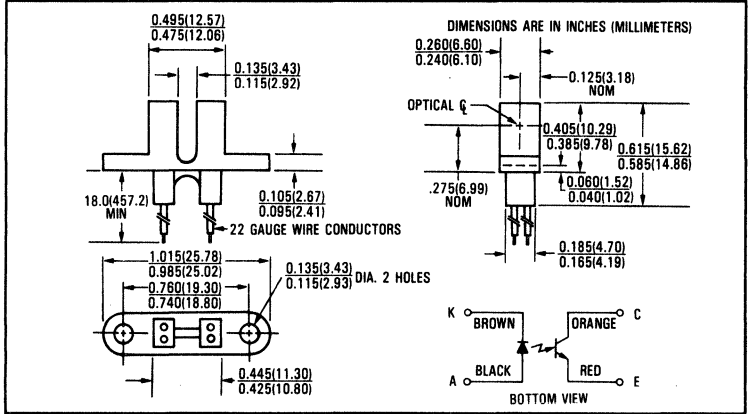 0.495(12.57)
0.475(12.06)
0.135(3.43)
0.115(2.92)
18.0(457.2)
MIN
0.105(2.67)
0.095(2.41)
22 GAUGE WIRE CONDUCTORS
1.015(25.78)
0.985(25.02)
0.760(19.30)
0.740(18.80)
0.135(3.43)
0.115(2.93) DIA. 2 HOLES
0.445(11.30)
0.425(10.80)
DIMENSIONS ARE IN INCHES (MILLIMETERS)
0.260(6.60)
0.240(6.10)
0.125(3.18)
NOM
OPTICAL ℄
0.405(10.29)
0.385(9.78)
0.615(15.62)
0.585(14.86)
.275(6.99)
NOM
0.060(1.52)
0.040(1.02)
0.185(4.70)
0.165(4.19)
K BROWN ORANGE C
A BLACK RED E
BOTTOM VIEW